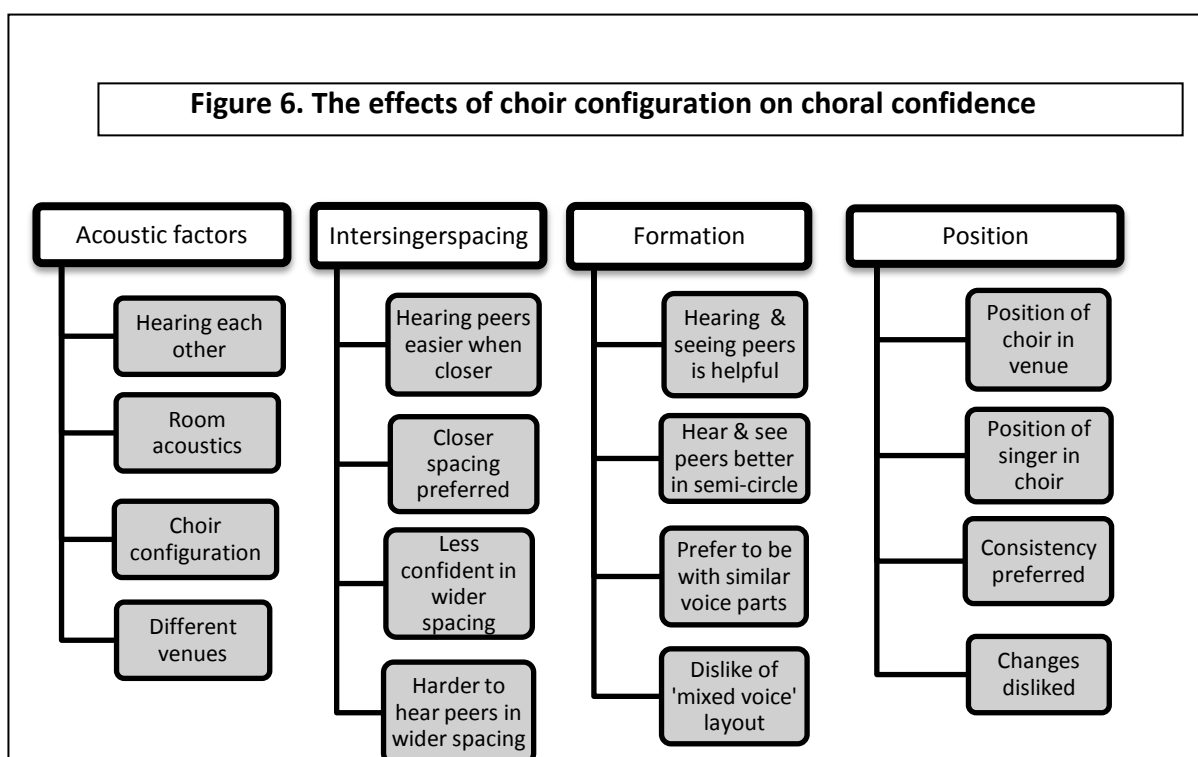 Figure 6. The effects of choir configuration on choral confidence
Acoustic factors
Hearing each
other
Room
acoustics
Choir
configuration
Different
venues
Intersingerspacing
Hearing peers
easier when
closer
Closer
spacing
preferred
Less
confident in
wider
spacing
Harder to
hear peers in
wider spacing
Formation
Hearing & 
seeing peers
is helpful
Hear & see
peers better
in semi-circle
Prefer to be
with similar
voice parts
Dislike of
'mixed voice'
layout
Position
Position of
choir in
venue
Position of
singer in
choir
Consistency
preferred
Changes
disliked